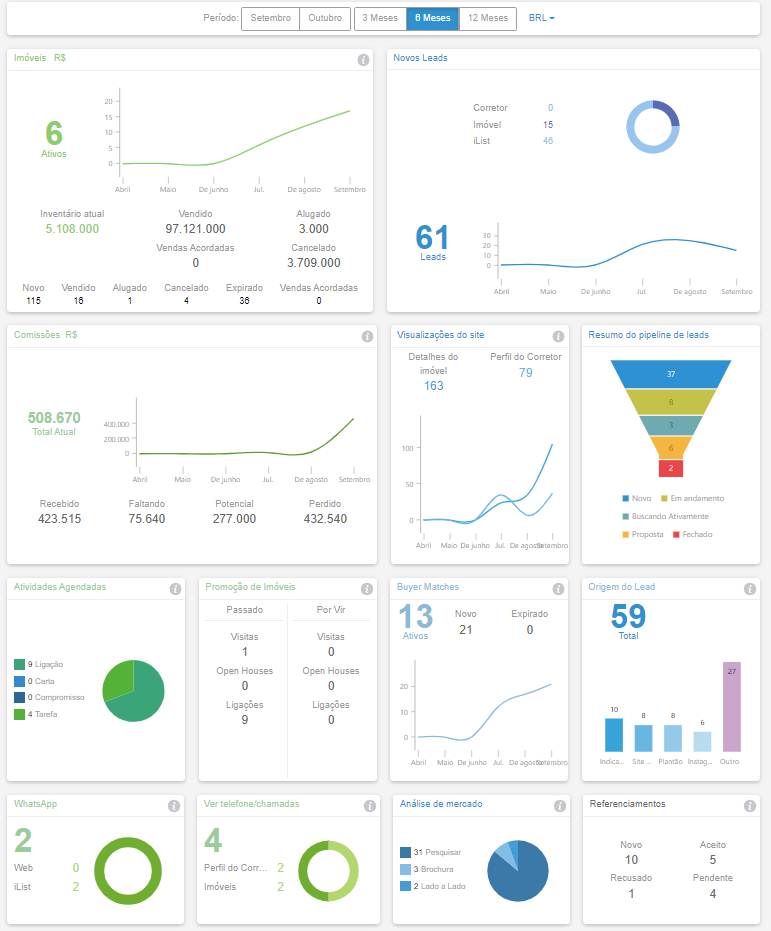 Período: Setembro Outubro 3 Meses 6 Meses 12 Meses BRL
Imóveis R$
6
Ativos
20
15
10
5
0
Abril Maio De junho Jul. De agosto Setembro
Inventário atual Vendido Alugado
5.108.000 97.121.000 3.000
Vendas Acordadas Cancelado
0 3.709.000
Novo Vendido Alugado Cancelado Expirado Vendas Acordadas
115 16 1 4 36 0
Novos Leads
Corretor 0
Imóvel 15
iList 46
61
Leads
30
20
10
0
Abril Maio De junho Jul. De agosto Setembro
Comissões R$
508.670
Total Atual
400.000
200.000
0
Abril Maio De junho Jul. De agosto Setembro
Recebido Faltando Potencial Perdido
423.515 75.640 277.000 432.540
Visualizações do site
Detalhes do Perfil do Corretor
imóvel 79
163
100
50
0
Abril Maio De junho Jul. De agosto Setembro
Resumo do pipeline de leads
37
8
3
6
2
Novo Em andamento
Buscando Ativamente
Proposta Fechado
Atividades Agendadas
9 Ligação
0 Carta
0 Compromisso
4 Tarefa
Promoção de Imóveis
Passado Por Vir
Visitas Visitas
1 0
Open Houses Open Houses
0 0
Ligações Ligações
9 0
Buyer Matches
13 Novo Expirado
Ativos 21 0
20
10
0
Abril Maio De junho Jul. De agosto Setembro
Origem do Lead
59
Total
10 8 8 6 27
Indica... Site ... Plantão Instag... Outro
WhatsApp
2
Web 0
iList 2
Ver telefone/chamadas
4
Perfil do Corr... 2
Imóveis 2
Análise de mercado
31 Pesquisar
3 Brochura
2 Lado a Lado
Referenciamentos
Novo Aceito
10 5
Recusado Pendente
1 4